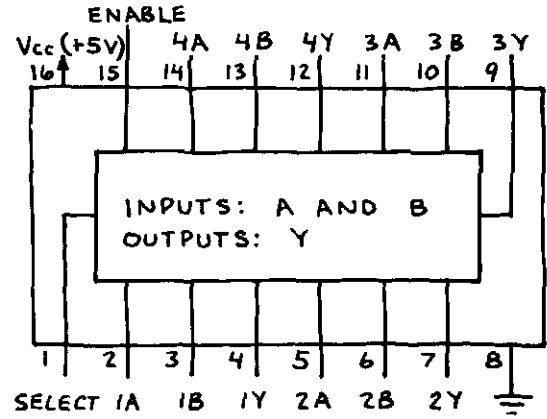 ENABLE
Vcc (+5V) 4A 4B 4Y 3A 3B 3Y
16 15 14 13 12 11 10 9
INPUTS: A AND B
OUTPUTS: Y
1 2 3 4 5 6 7 8
SELECT 1A 1B 1Y 2A 2B 2Y